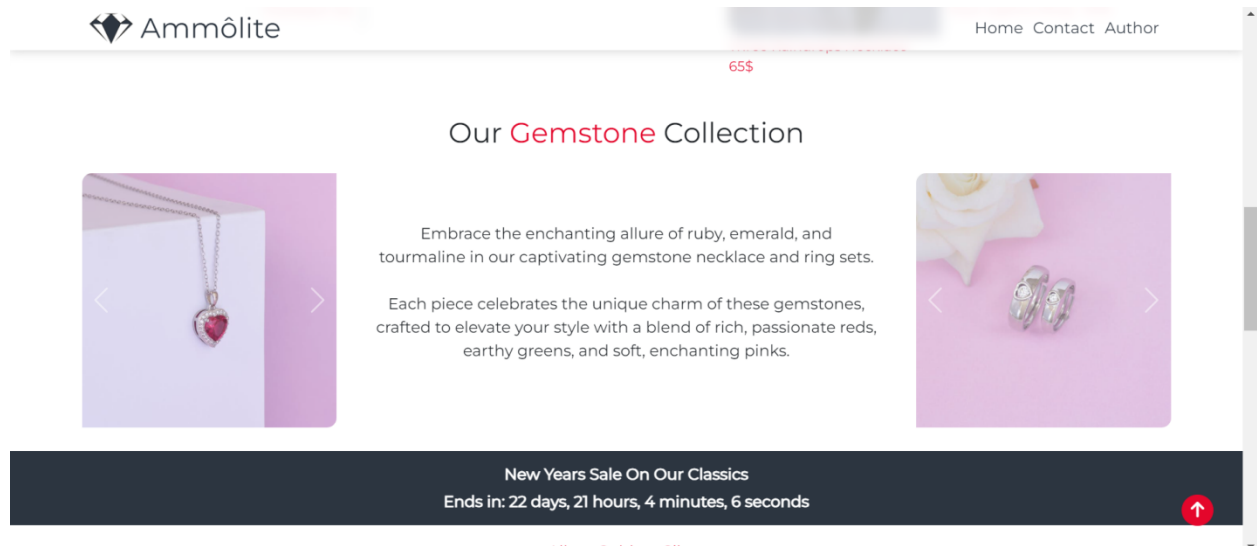 Ammôlite
Home Contact Author
65$
Our Gemstone Collection
Embrace the enchanting allure of ruby, emerald, and
tourmaline in our captivating gemstone necklace and ring sets.
Each piece celebrates the unique charm of these gemstones,
crafted to elevate your style with a blend of rich, passionate reds,
earthy greens, and soft, enchanting pinks.
New Years Sale On Our Classics
Ends in: 22 days, 21 hours, 4 minutes, 6 seconds